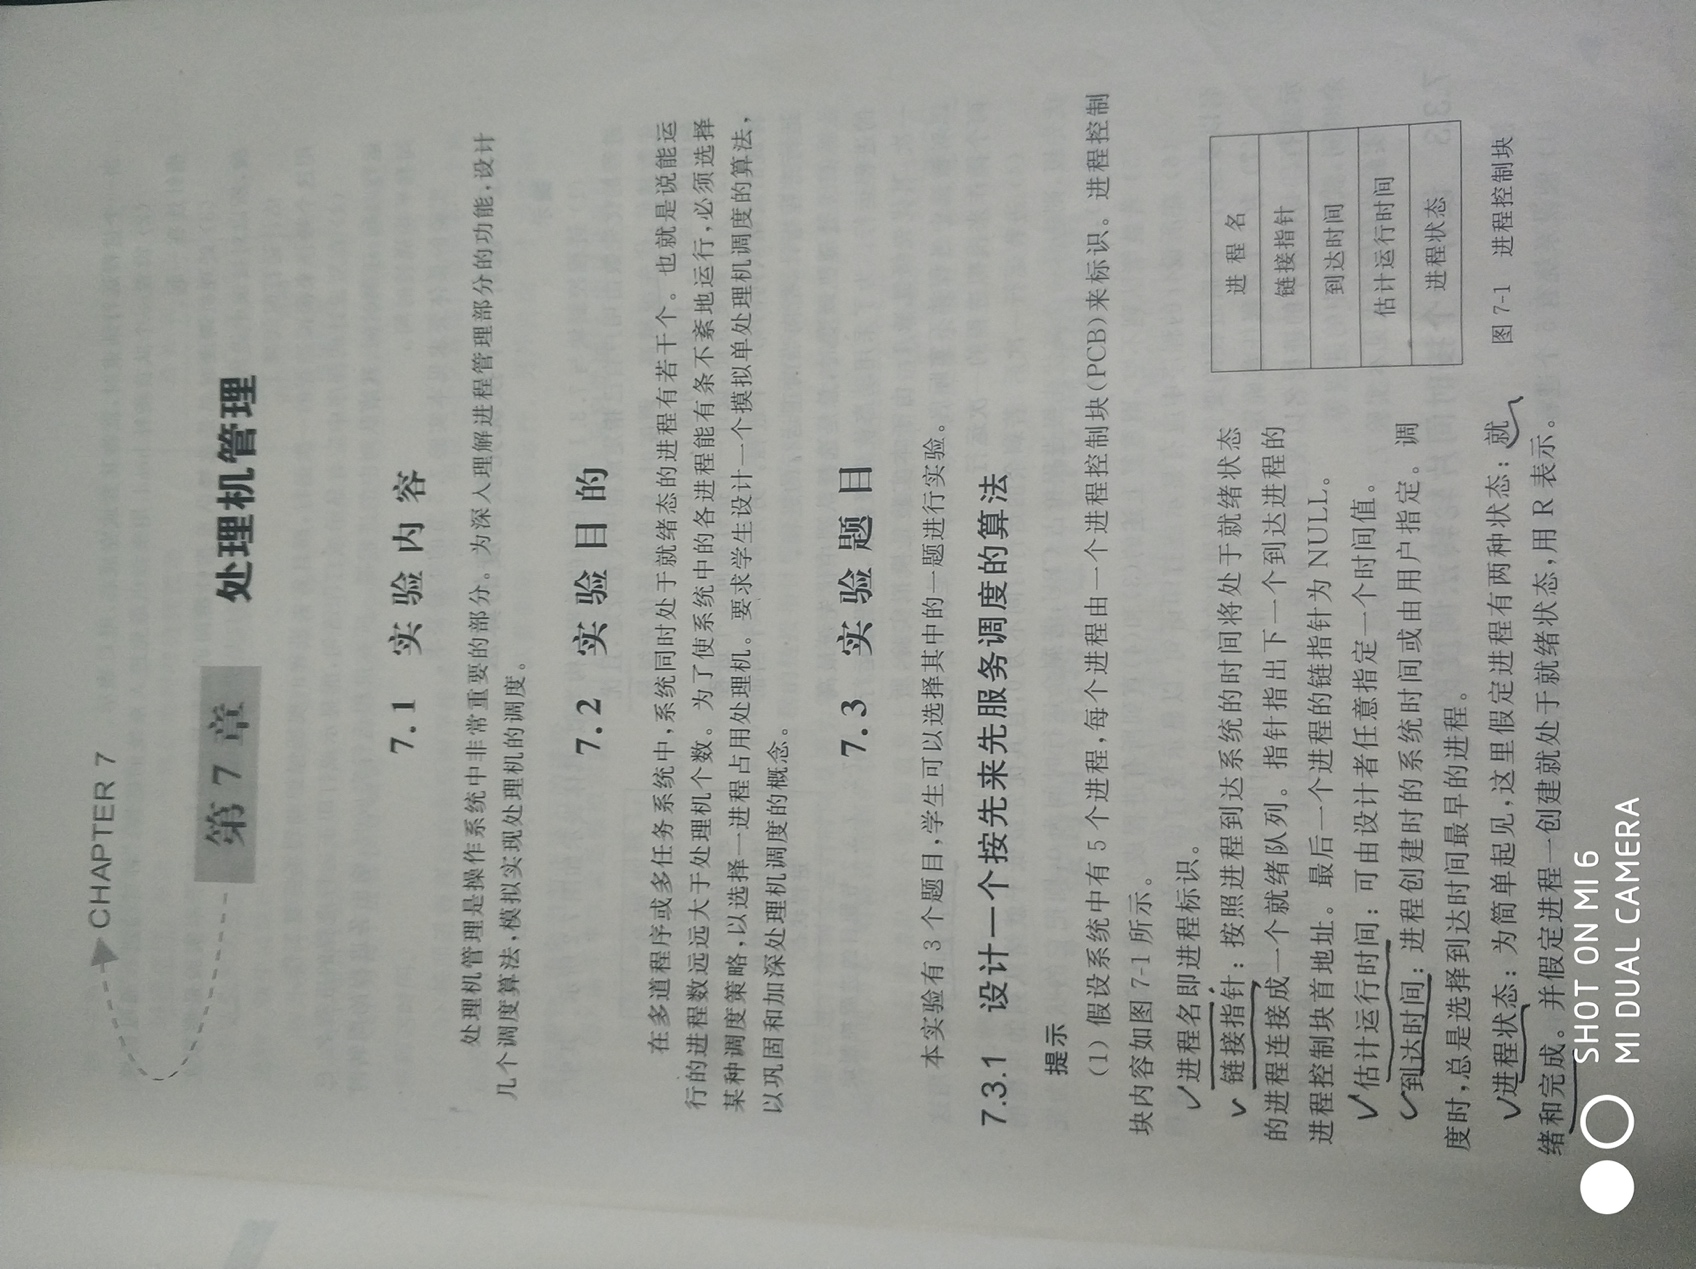 CHAPTER 7
第 7 章 处理机管理
7.1 实验内容
处理机管理是操作系统中非常重要的部分。为深入理解进程管理部分的功能,设计
几个调度算法,模拟实现处理机的调度。
7.2 实验目的
在多道程序或多任务系统中,系统同时处于就绪态的进程有若干个。也就是说能运
行的进程数远远大于处理机个数。为了使系统中的各进程能有条不紊地运行,必须选择
某种调度策略,以选择一进程占用处理机。要求学生设计一个摸拟单处理机调度的算法,
以巩固和加深处理机调度的概念。
7.3 实验题目
本实验有 3 个题目,学生可以选择其中的一题进行实验。
7.3.1 设计一个按先来先服务调度的算法
提示
(1) 假设系统中有 5 个进程,每个进程由一个进程控制块(PCB)来标识。进程控制
块内容如图 7-1 所示。
进程名即进程标识。
链接指针:按照进程到达系统的时间将处于就绪状态
的进程连接成一个就绪队列。指针指出下一个到达进程的
进程控制块首地址。最后一个进程的链指针为 NULL。
估计运行时间:可由设计者任意指定一个时间值。
到达时间:进程创建时的系统时间或由用户指定。调
度时,总是选择到达时间最早的进程。
进程状态:为简单起见,这里假定进程有两种状态:就
绪和完成。并假定进程一创建就处于就绪状态,用 R 表示。
进程名
链接指针
到达时间
估计运行时间
进程状态
图 7-1 进程控制块
SHOT ON MI 6
MI DUAL CAMERA